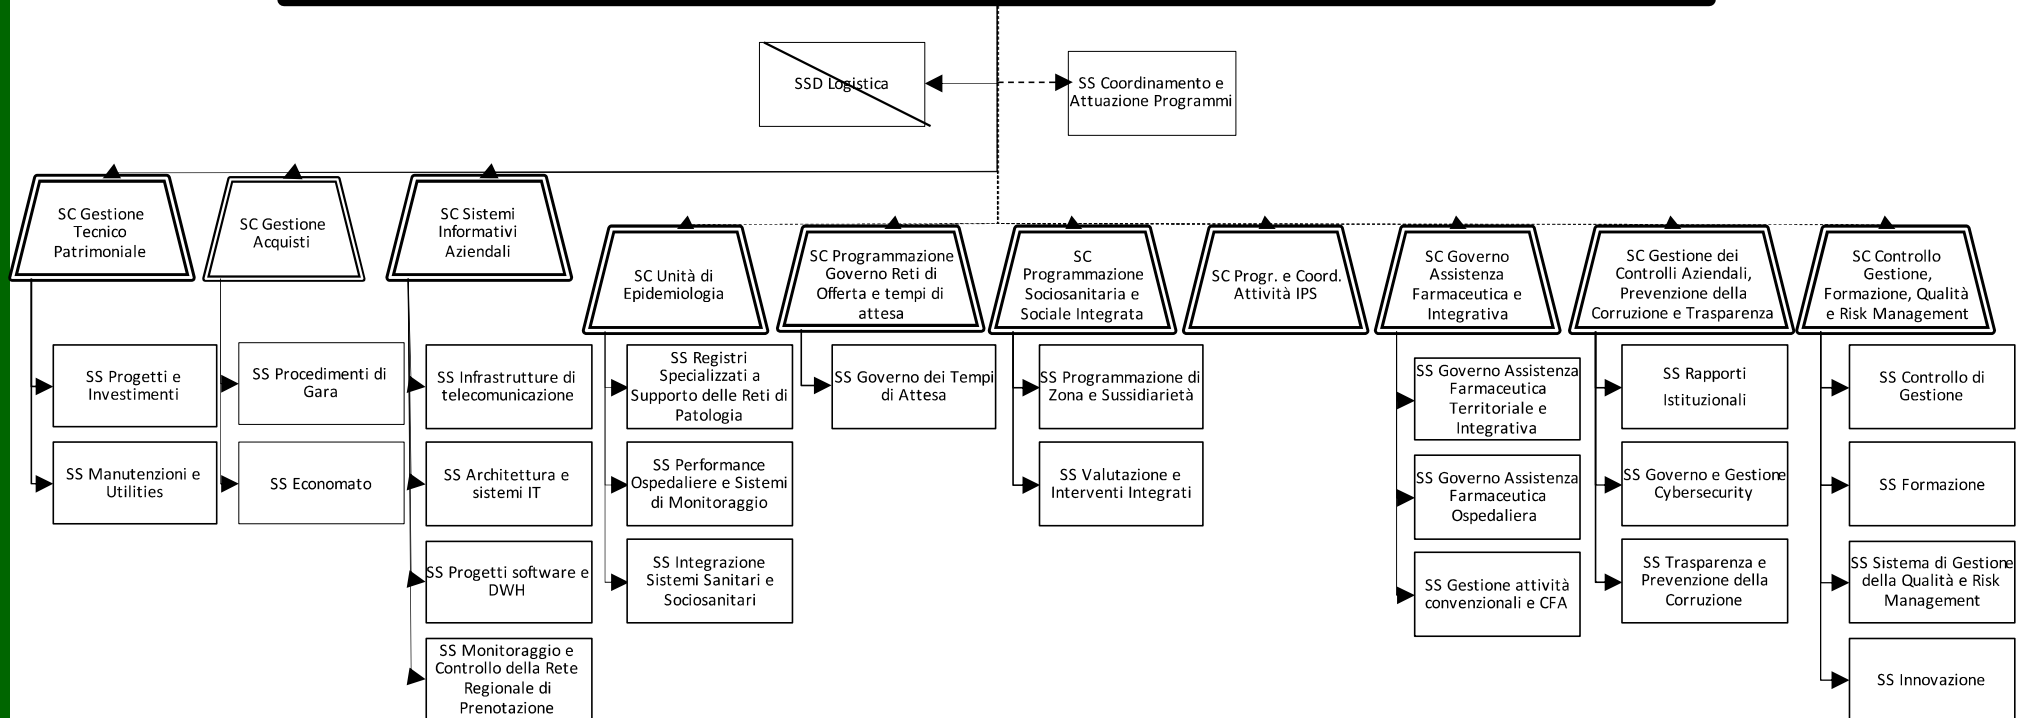 SSD Logistica
SS Coordinamento e
Attuazione Programmi
SC Gestione
Tecnico
Patrimoniale
SC Gestione
Acquisti
SC Sistemi
Informativi
Aziendali
SC Unità di
Epidemiologia
SC Programmazione
Governo Reti di
Offerta e tempi di
attesa
SC
Programmazione
Sociosanitaria e
Sociale Integrata
SC Progr. e Coord.
Attività IPS
SC Governo
Assistenza
Farmaceutica e
Integrativa
SC Gestione dei
Controlli Aziendali,
Prevenzione della
Corruzione e Trasparenza
SC Controllo
Gestione,
Formazione, Qualità
e Risk Management
SS Progetti e
Investimenti
SS Manutenzioni e
Utilities
SS Procedimenti di
Gara
SS Economato
SS Infrastrutture di
telecomunicazione
SS Architettura e
sistemi IT
SS Progetti software e
DWH
SS Monitoraggio e
Controllo della Rete
Regionale di
Prenotazione
SS Registri
Specializzati a
Supporto delle Reti di
Patologia
SS Performance
Ospedaliere e Sistemi
di Monitoraggio
SS Integrazione
Sistemi Sanitari e
Sociosanitari
SS Governo dei Tempi
di Attesa
SS Programmazione di
Zona e Sussidiarietà
SS Valutazione e
Interventi Integrati
SS Governo Assistenza
Farmaceutica
Territoriale e
Integrativa
SS Governo Assistenza
Farmaceutica
Ospedaliera
SS Gestione attività
convenzionali e CFA
SS Rapporti
Istituzionali
SS Governo e Gestione
Cybersecurity
SS Trasparenza e
Prevenzione della
Corruzione
SS Controllo di
Gestione
SS Formazione
SS Sistema di Gestione
della Qualità e Risk
Management
SS Innovazione